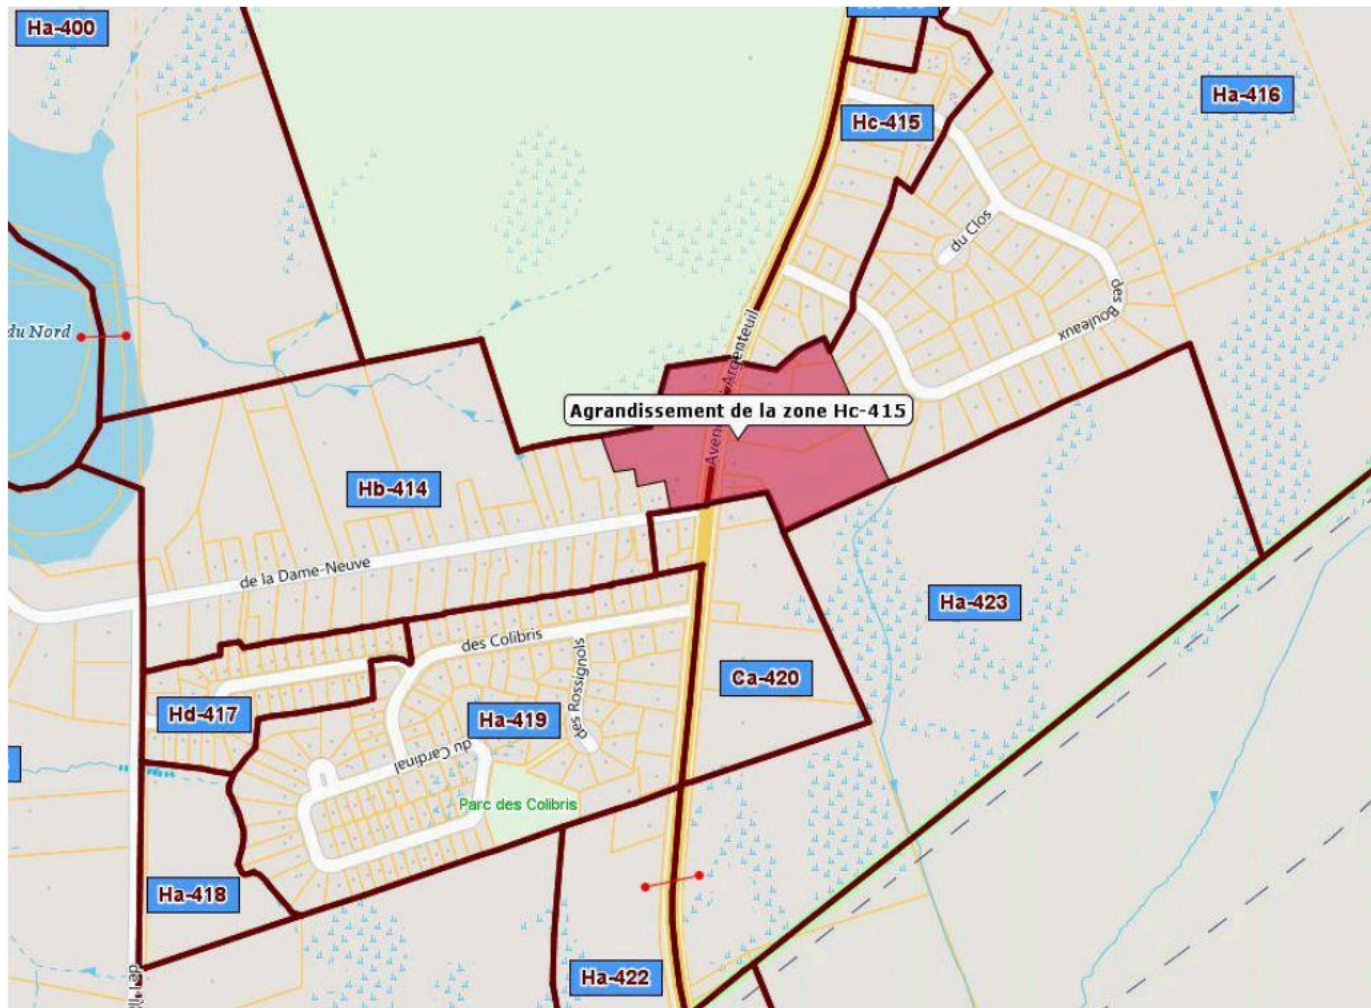 Ha-400
Ha-416
Hc-415
du Clos
des Bouleaux
du Nord
Argenteuil
Agrandissement de la zone Hc-415
Hb-414
de la Dame-Neuve
Ha-423
des Colibris
des Rossignols
Ca-420
Hd-417
Ha-419
du Cardinal
Parc des Colibris
Ha-418
Ha-422